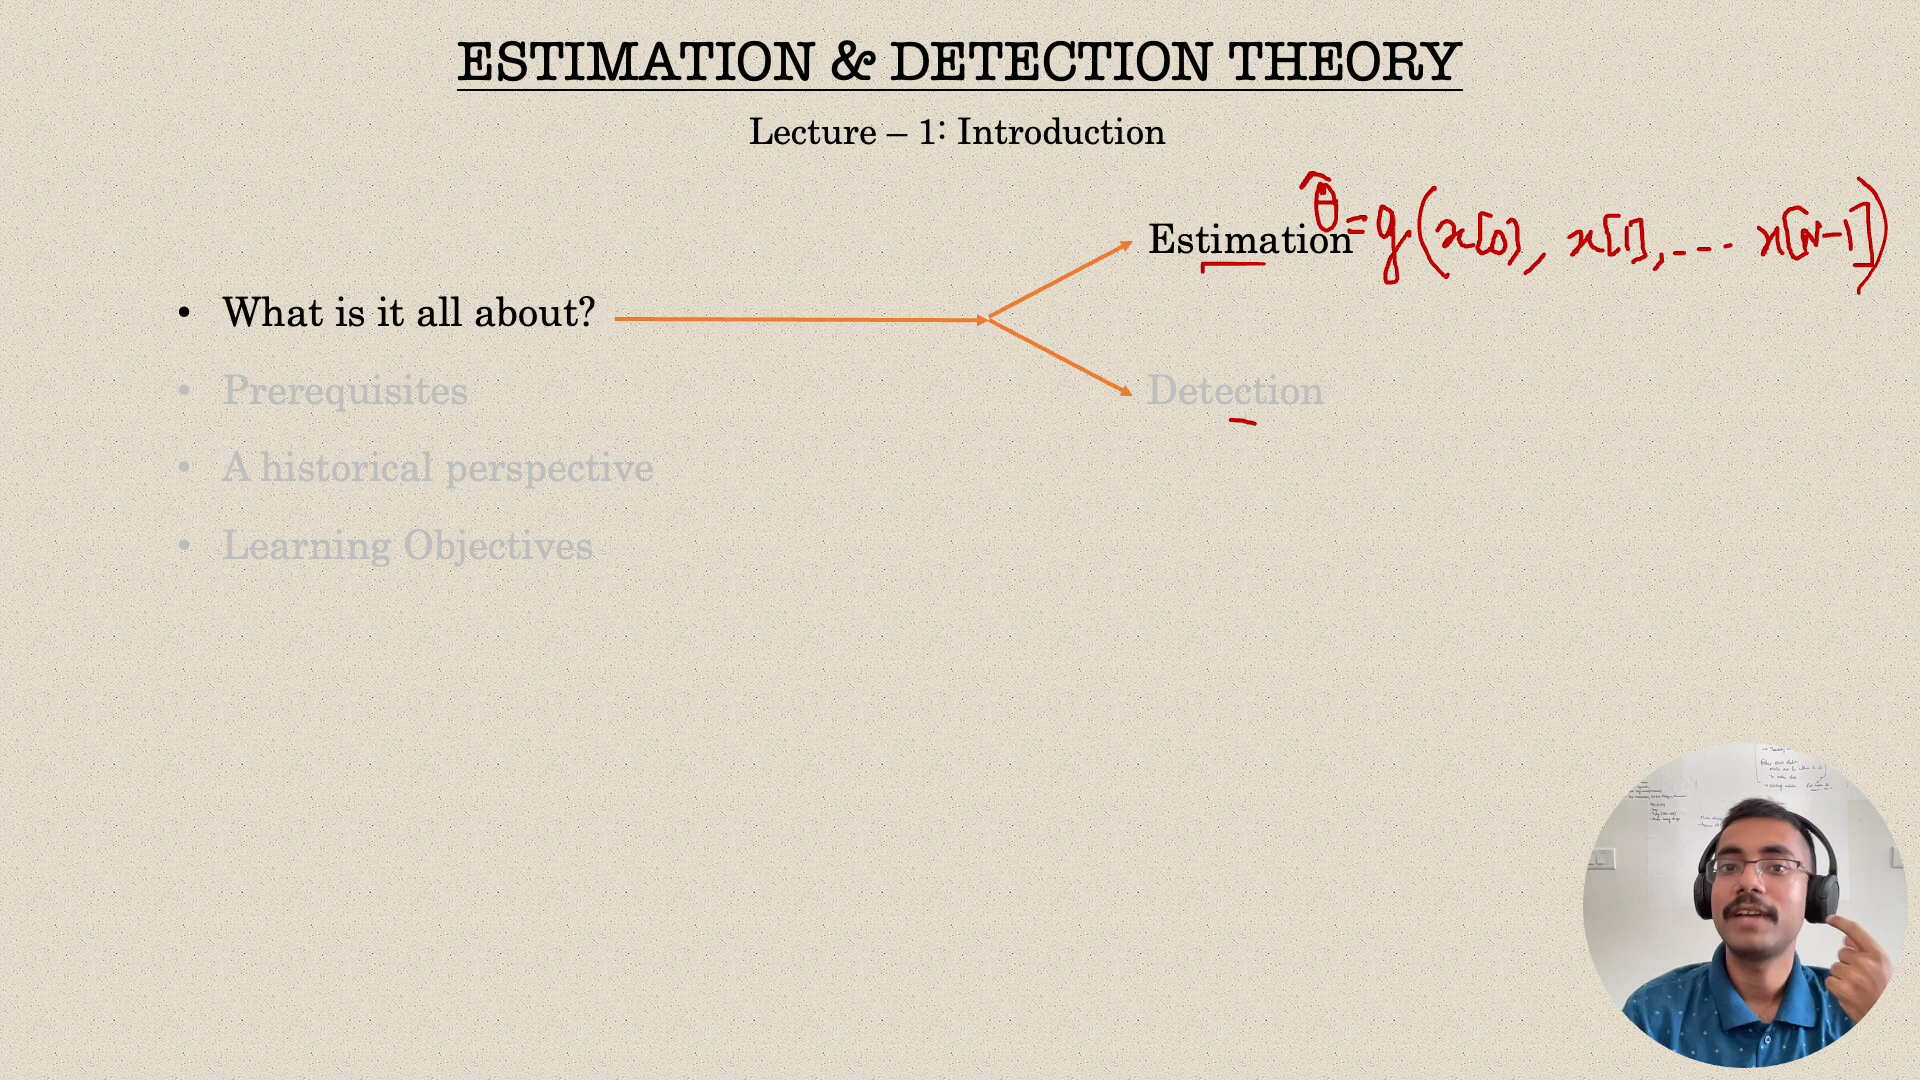 ESTIMATION & DETECTION THEORY
Lecture – 1: Introduction
Estimation θ̂ = g(x[0], x[1], --- x[N-1])
• What is it all about?
• Prerequisites
Detection
• A historical perspective
• Learning Objectives